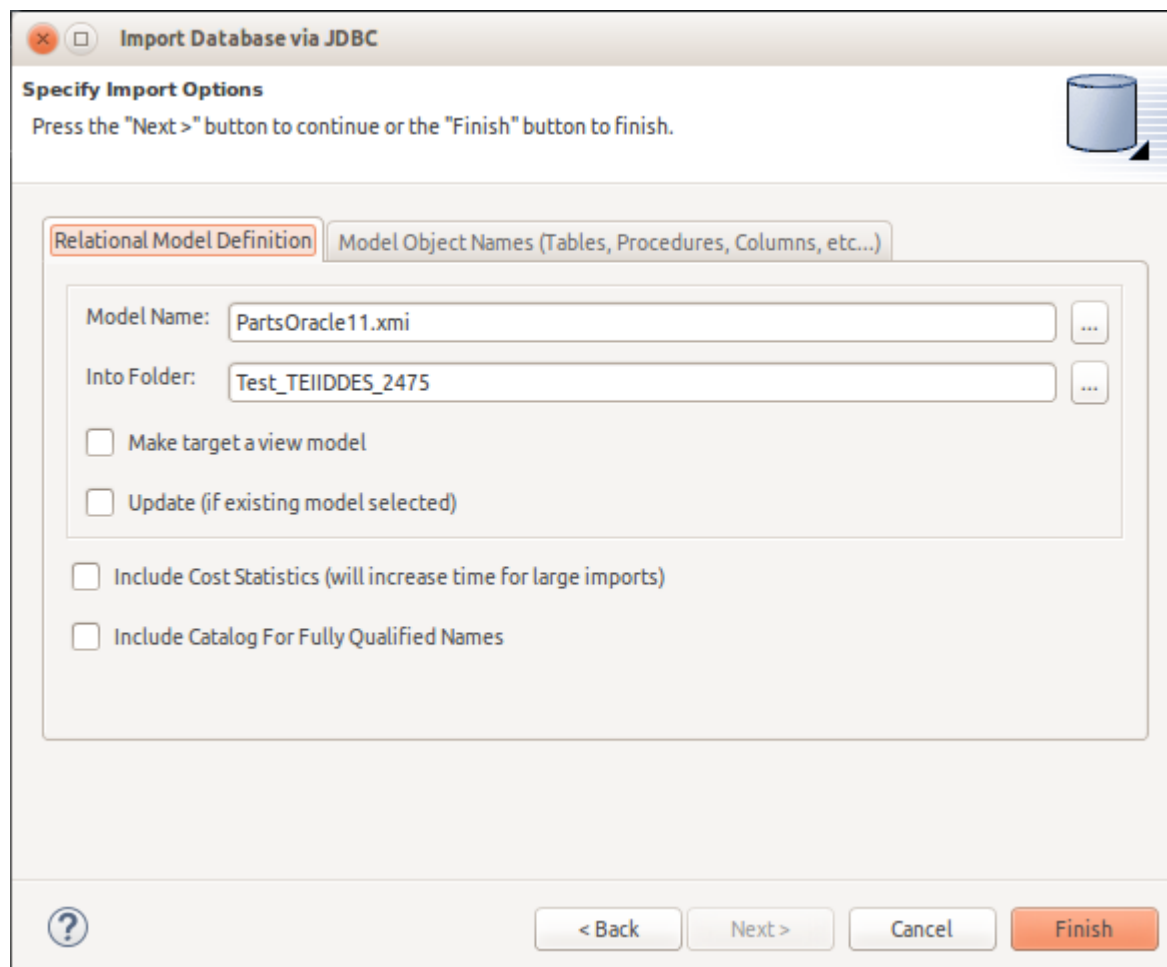 Import Database via JDBC
Specify Import Options
Press the "Next >" button to continue or the "Finish" button to finish.
Relational Model Definition
Model Object Names (Tables, Procedures, Columns, etc...)
Model Name:
PartsOracle11.xmi
...
Into Folder:
Test_TEIIDDES_2475
...
Make target a view model
Update (if existing model selected)
Include Cost Statistics (will increase time for large imports)
Include Catalog For Fully Qualified Names
?
< Back
Next >
Cancel
Finish